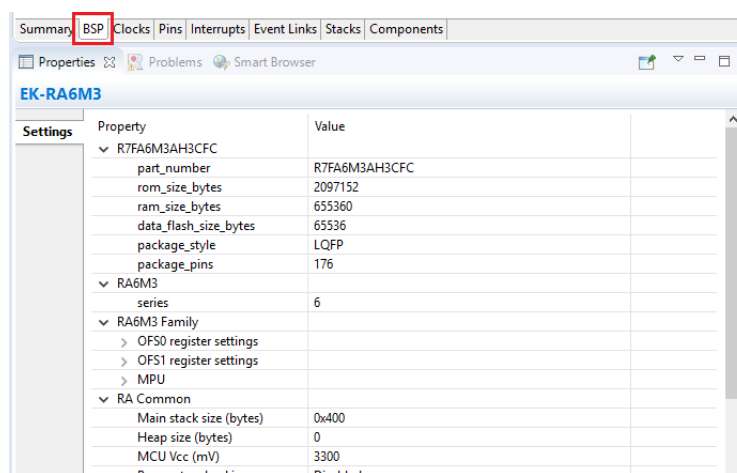 Summary BSP Clocks Pins Interrupts Event Links Stacks Components
Properties Problems Smart Browser
EK-RA6M3
Settings
Property Value
R7FA6M3AH3CFC
part_number R7FA6M3AH3CFC
rom_size_bytes 2097152
ram_size_bytes 655360
data_flash_size_bytes 65536
package_style LQFP
package_pins 176
RA6M3
series 6
RA6M3 Family
OFS0 register settings
OFS1 register settings
MPU
RA Common
Main stack size (bytes) 0x400
Heap size (bytes) 0
MCU Vcc (mV) 3300